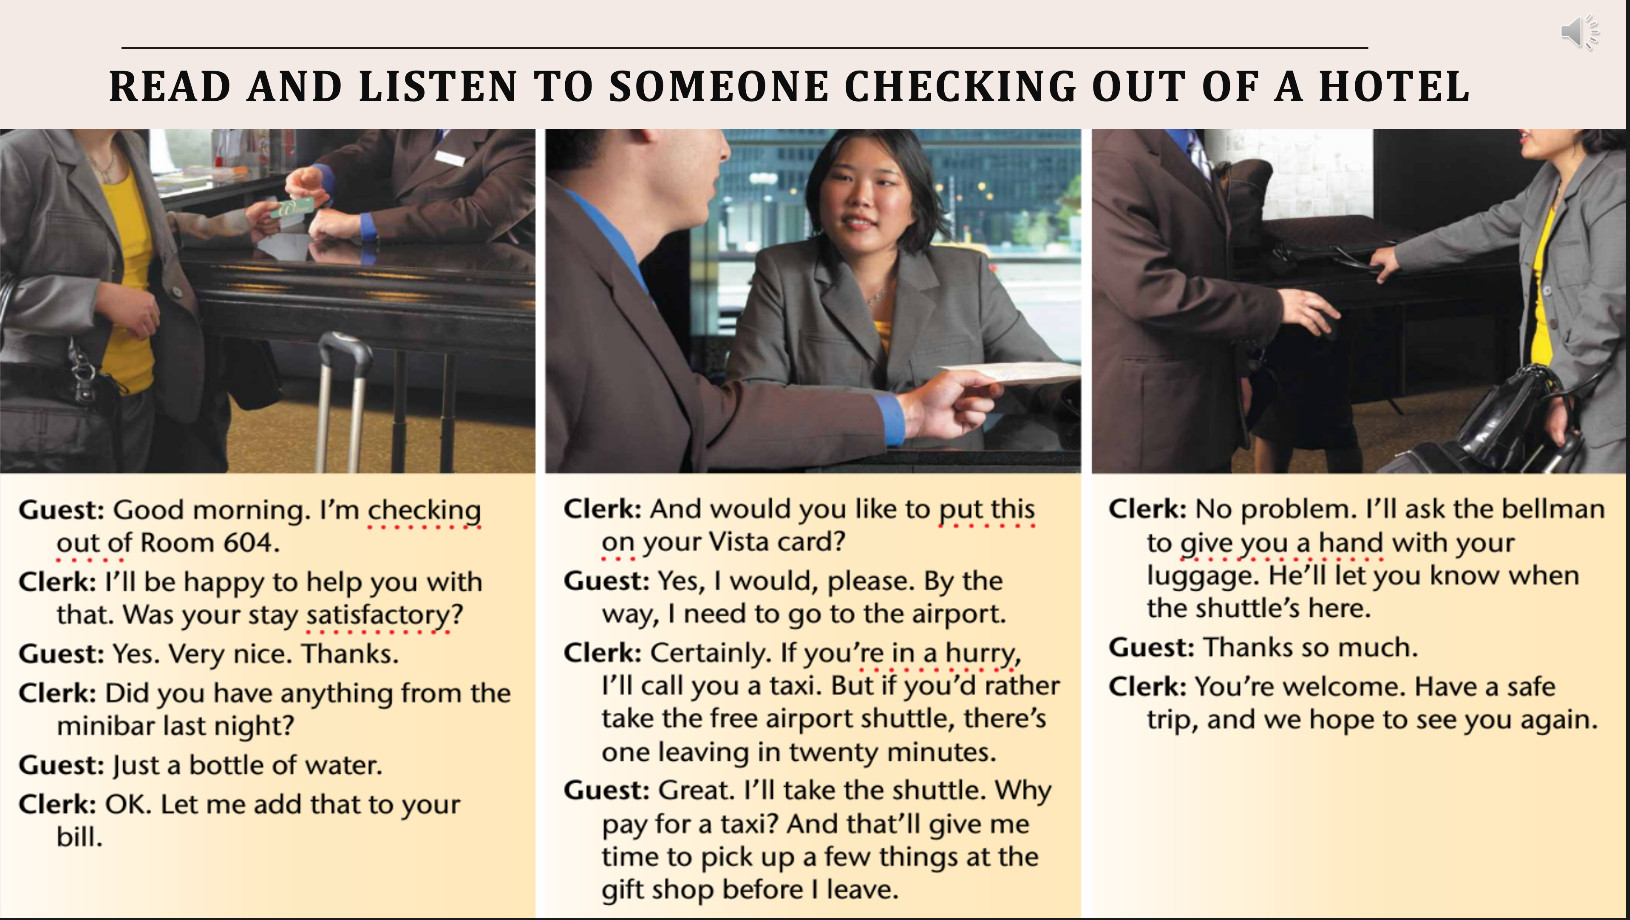 READ AND LISTEN TO SOMEONE CHECKING OUT OF A HOTEL
Guest: Good morning. I'm checking
out of Room 604.
Clerk: I'll be happy to help you with
that. Was your stay satisfactory?
Guest: Yes. Very nice. Thanks.
Clerk: Did you have anything from the
minibar last night?
Guest: Just a bottle of water.
Clerk: OK. Let me add that to your
bill.
Clerk: And would you like to put this
on your Vista card?
Guest: Yes, I would, please. By the
way, I need to go to the airport.
Clerk: Certainly. If you're in a hurry,
I'll call you a taxi. But if you'd rather
take the free airport shuttle, there's
one leaving in twenty minutes.
Guest: Great. I'll take the shuttle. Why
pay for a taxi? And that'll give me
time to pick up a few things at the
gift shop before I leave.
Clerk: No problem. I'll ask the bellman
to give you a hand with your
luggage. He'll let you know when
the shuttle's here.
Guest: Thanks so much.
Clerk: You're welcome. Have a safe
trip, and we hope to see you again.